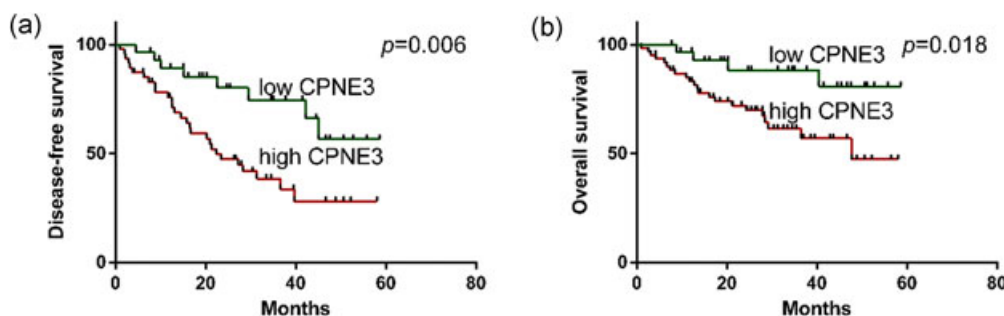 (a)
p=0.006
100
50
0
low CPNE3
high CPNE3
Disease-free survival
0 20 40 60 80
Months
(b)
p=0.018
100
50
0
low CPNE3
high CPNE3
Overall survival
0 20 40 60 80
Months